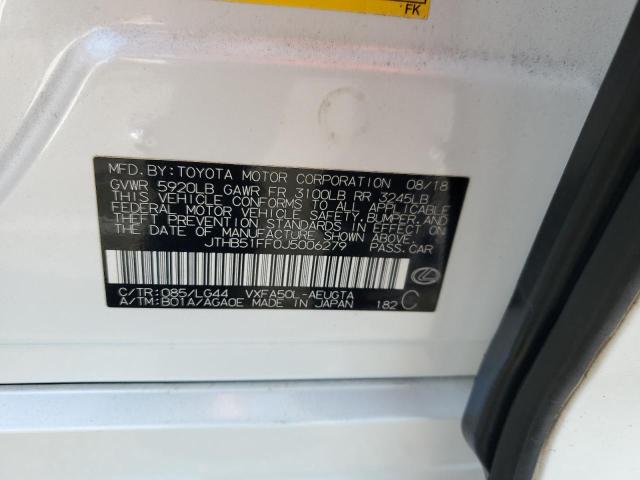 FK
MFD.BY:TOYOTA MOTOR CORPORATION 08/18
GVWR 5920LB GAWR FR 3100LB RR 3245LB
THIS VEHICLE CONFORMS TO ALL APPLICABLE
FEDERAL MOTOR VEHICLE SAFETY,BUMPER,AND
THEFT PREVENTION STANDARDS IN EFFECT ON
THE DATE OF MANUFACTURE SHOWN ABOVE.
JTHB51FF0J5006279 PASS.CAR
C/TR:085/LG44 VXFA50L-AEUGTA
A/TM:B01A/AGA0E MADE IN JAPAN 182 C